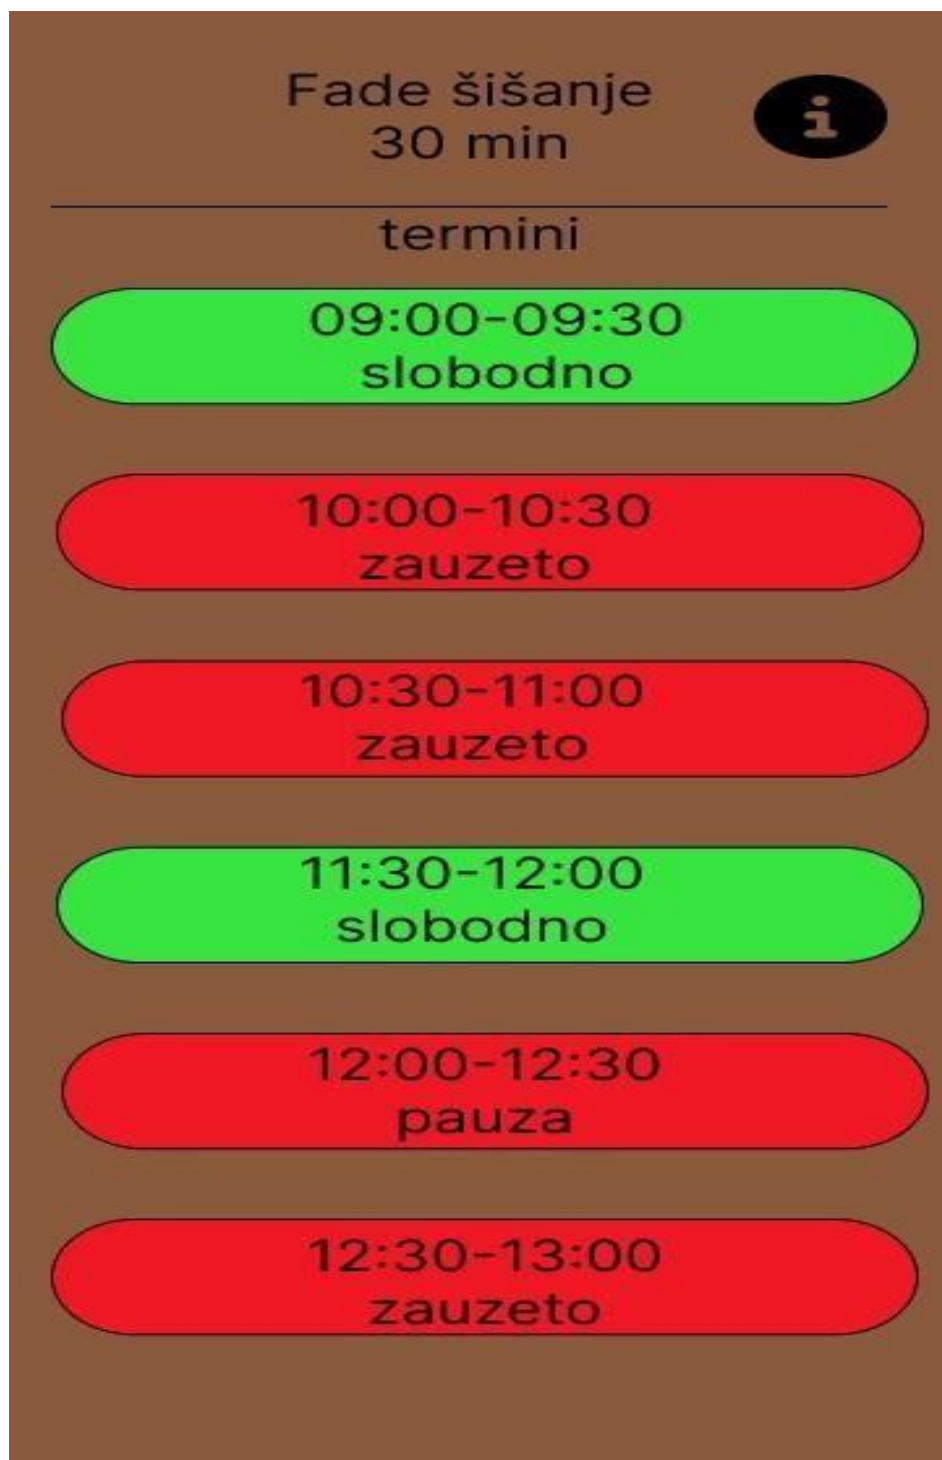 Fade šišanje
30 min
i
termini
09:00-09:30
slobodno
10:00-10:30
zauzeto
10:30-11:00
zauzeto
11:30-12:00
slobodno
12:00-12:30
pauza
12:30-13:00
zauzeto